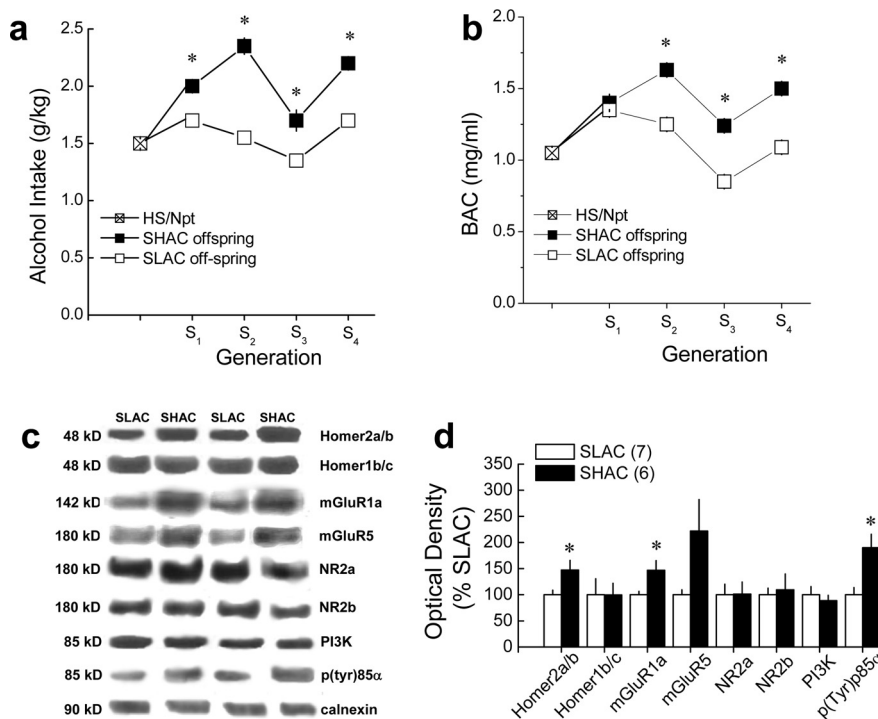 a
2.5
2.0
1.5
1.0
0.5
0.0
Alcohol Intake (g/kg)
* * * *
HS/Npt
SHAC offspring
SLAC off-spring
S1 S2 S3 S4
Generation
b
2.0
1.5
1.0
0.5
0.0
BAC (mg/ml)
* * *
HS/Npt
SHAC offspring
SLAC offspring
S1 S2 S3 S4
Generation
c
SLAC SHAC SLAC SHAC
48 kD Homer2a/b
48 kD Homer1b/c
142 kD mGluR1a
180 kD mGluR5
180 kD NR2a
180 kD NR2b
85 kD PI3K
85 kD p(tyr)85α
90 kD calnexin
d
SLAC (7)
SHAC (6)
350
300
250
200
150
100
50
0
Optical Density
(% SLAC)
* * *
Homer2a/b
Homer1b/c
mGluR1a
mGluR5
NR2a
NR2b
PI3K
p(Tyr)p85α